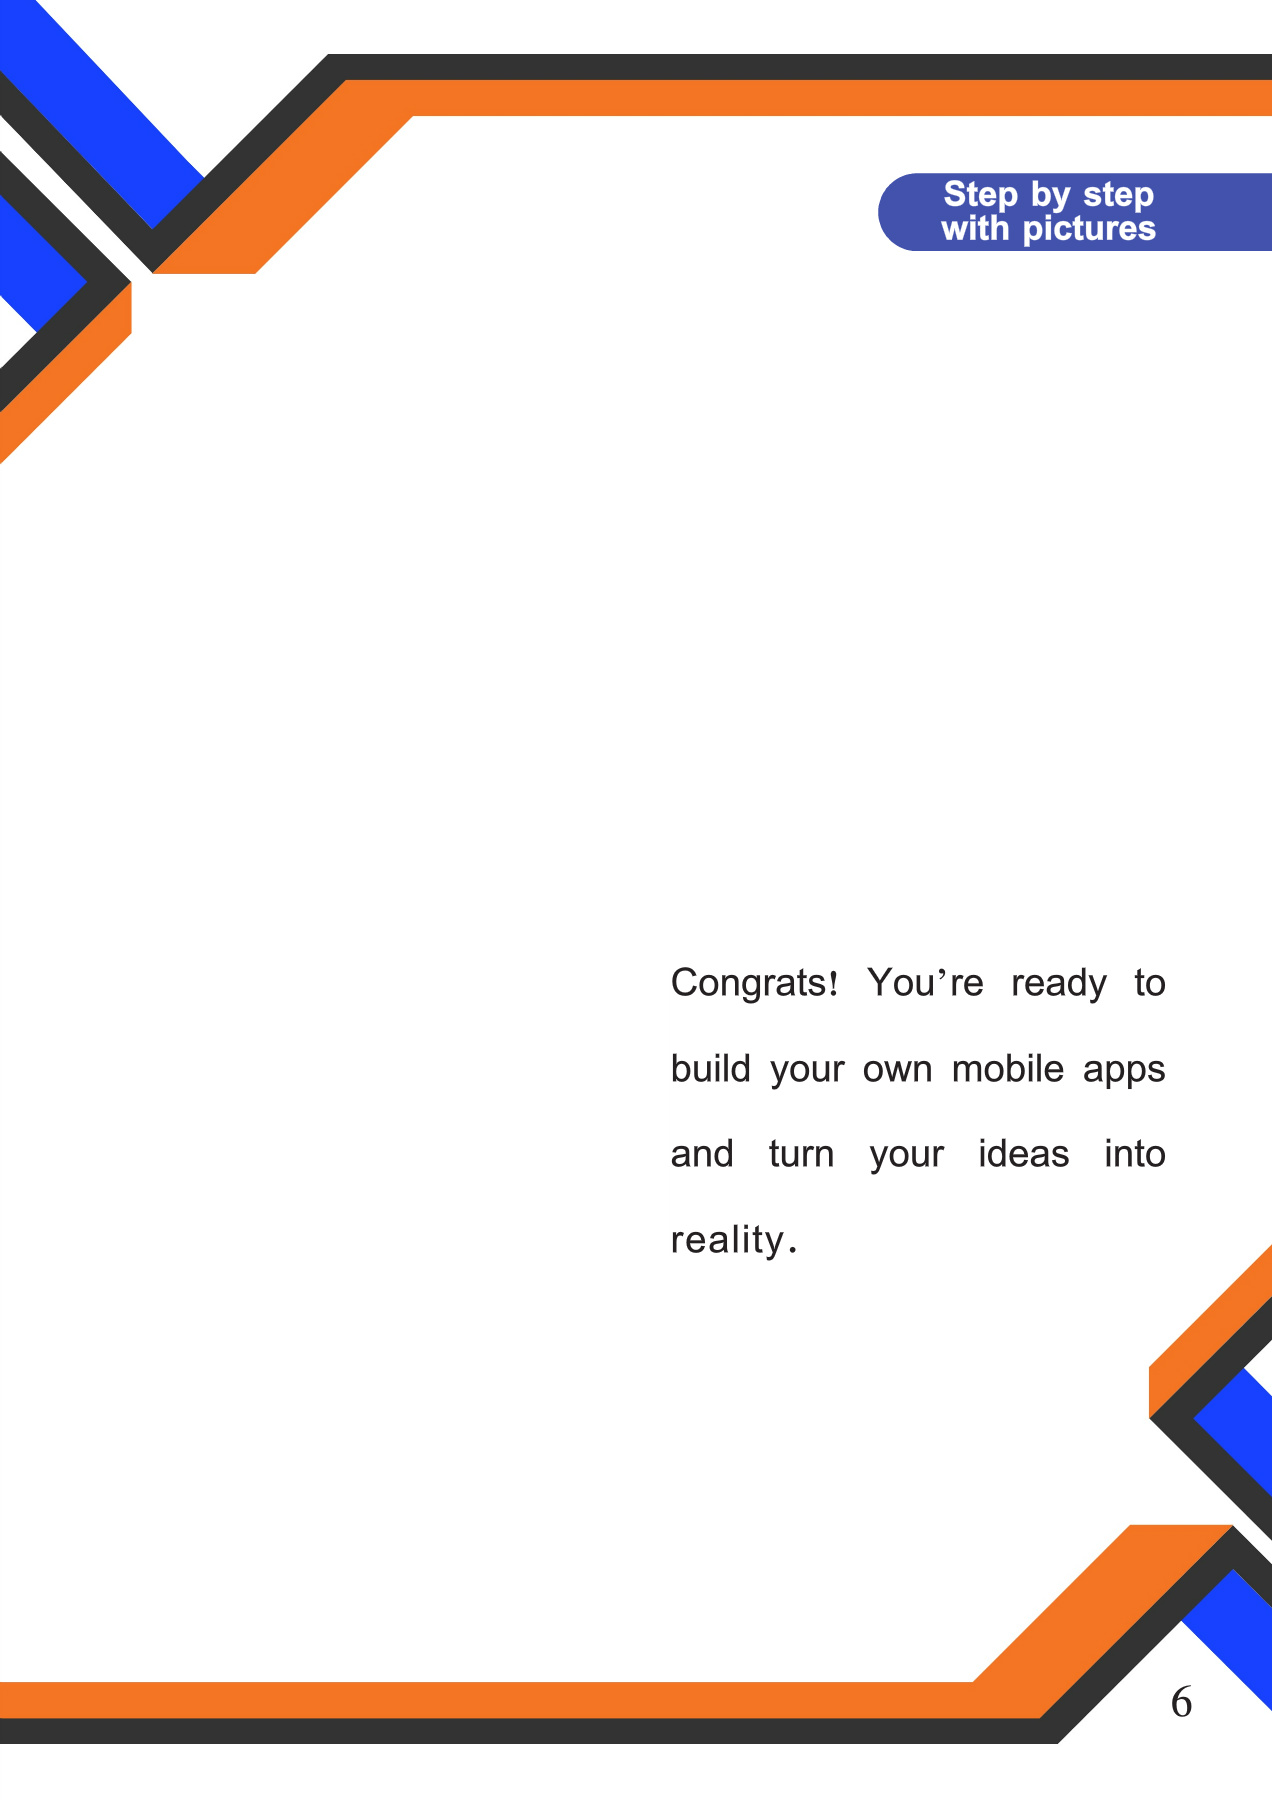 Step by step
with pictures
Congrats! You’re ready to
build your own mobile apps
and turn your ideas into
reality.
6